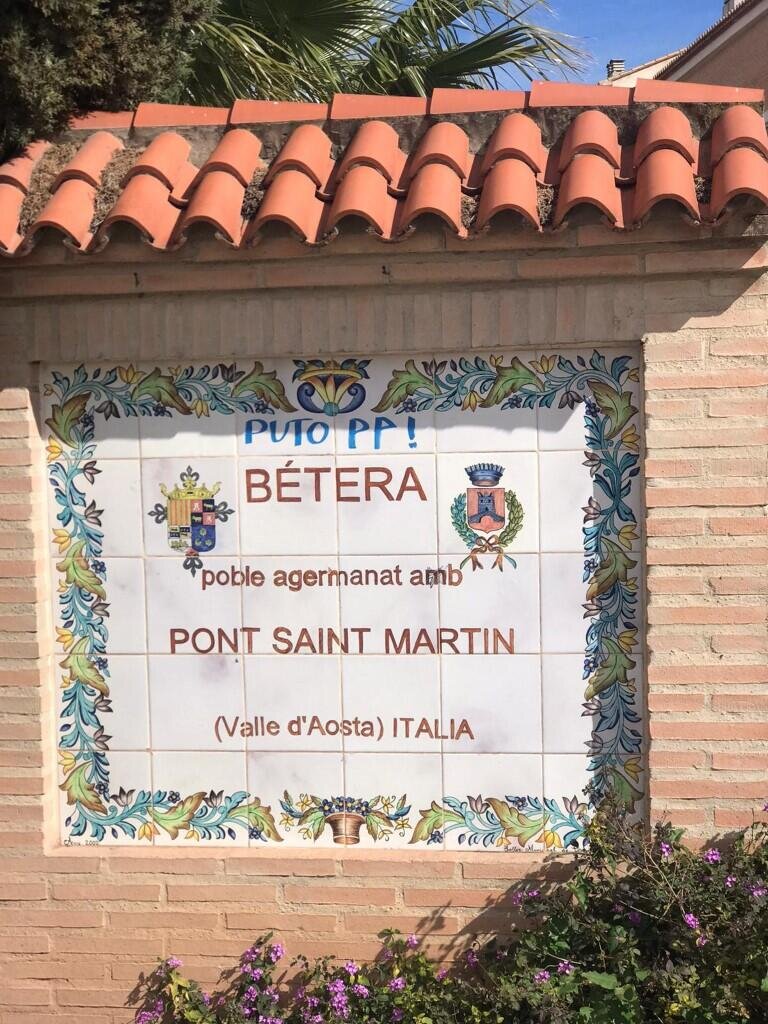 PUTO PP!
BÉTERA
poble agermanat amb
PONT SAINT MARTIN
(Valle d'Aosta) ITALIA